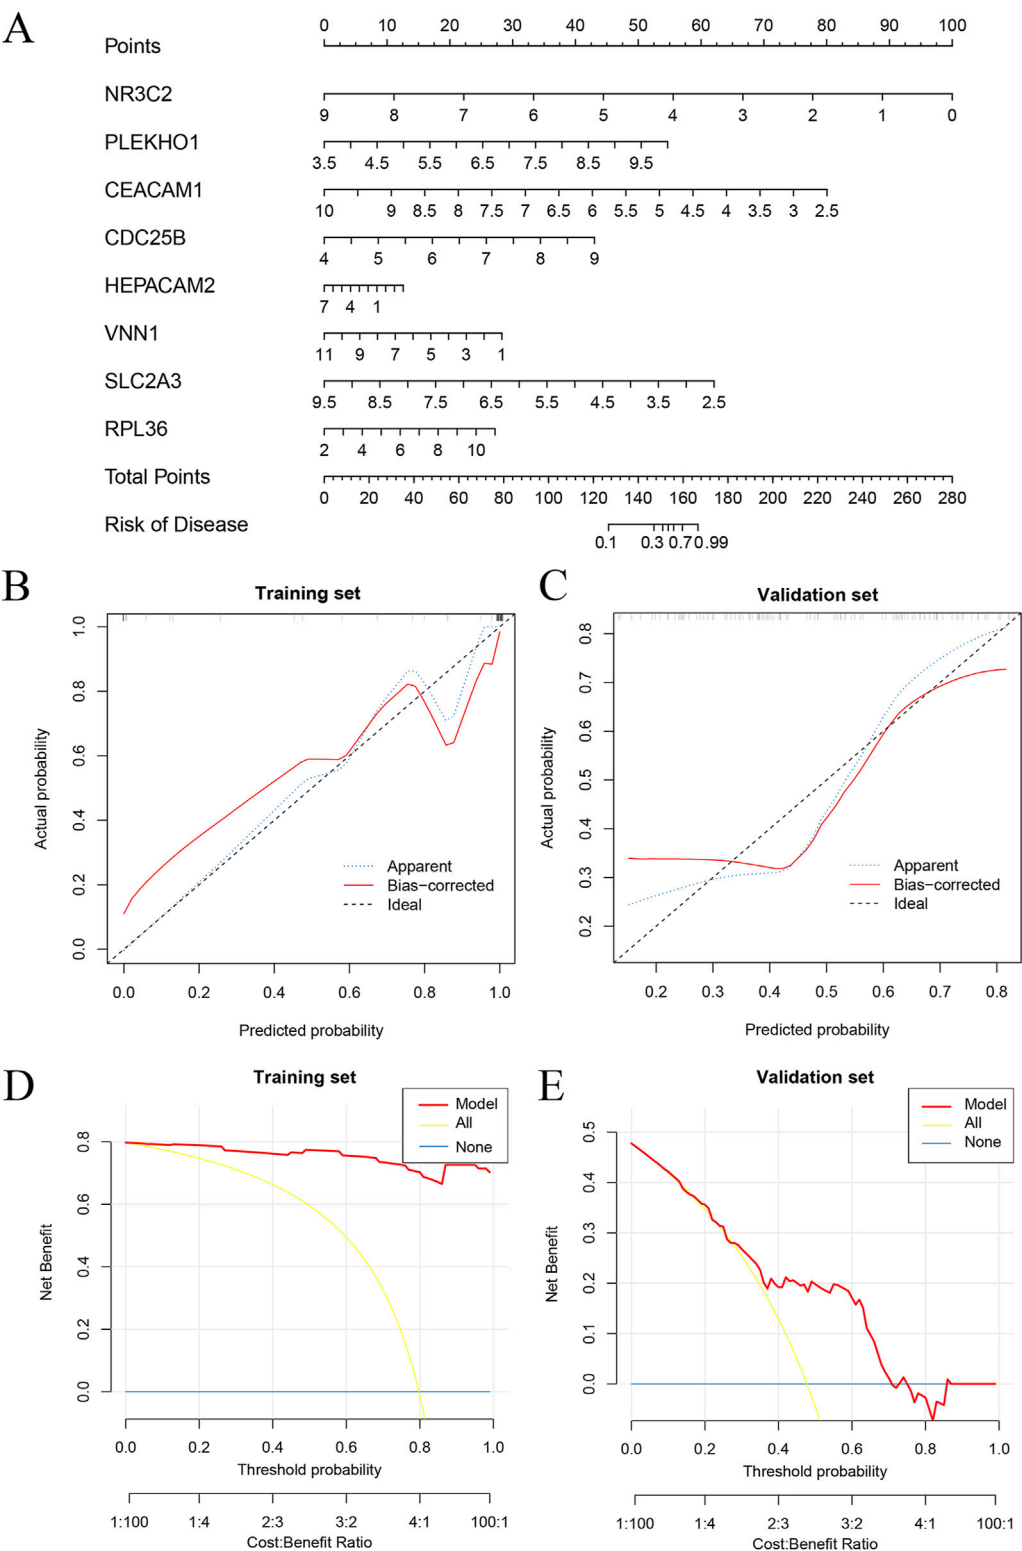 A
Points
0 10 20 30 40 50 60 70 80 90 100
NR3C2
9 8 7 6 5 4 3 2 1 0
PLEKHO1
3.5 4.5 5.5 6.5 7.5 8.5 9.5
CEACAM1
10 9 8.5 8 7.5 7 6.5 6 5.5 5 4.5 4 3.5 3 2.5
CDC25B
4 5 6 7 8 9
HEPACAM2
7 4 1
VNN1
11 9 7 5 3 1
SLC2A3
9.5 8.5 7.5 6.5 5.5 4.5 3.5 2.5
RPL36
2 4 6 8 10
Total Points
0 20 40 60 80 100 120 140 160 180 200 220 240 260 280
Risk of Disease
0.1 0.3 0.7 0.99
B
Training set
Actual probability
0.0 0.2 0.4 0.6 0.8 1.0
Apparent
Bias-corrected
Ideal
0.0 0.2 0.4 0.6 0.8 1.0
Predicted probability
C
Validation set
Actual probability
0.2 0.3 0.4 0.5 0.6 0.7 0.8
Apparent
Bias-corrected
Ideal
0.2 0.3 0.4 0.5 0.6 0.7 0.8
Predicted probability
D
Training set
Model
All
None
Net Benefit
0.0 0.2 0.4 0.6 0.8
0.0 0.2 0.4 0.6 0.8 1.0
Threshold probability
1:100 1:4 2:3 3:2 4:1 100:1
Cost:Benefit Ratio
E
Validation set
Model
All
None
Net Benefit
0.0 0.1 0.2 0.3 0.4 0.5
0.0 0.2 0.4 0.6 0.8 1.0
Threshold probability
1:100 1:4 2:3 3:2 4:1 100:1
Cost:Benefit Ratio